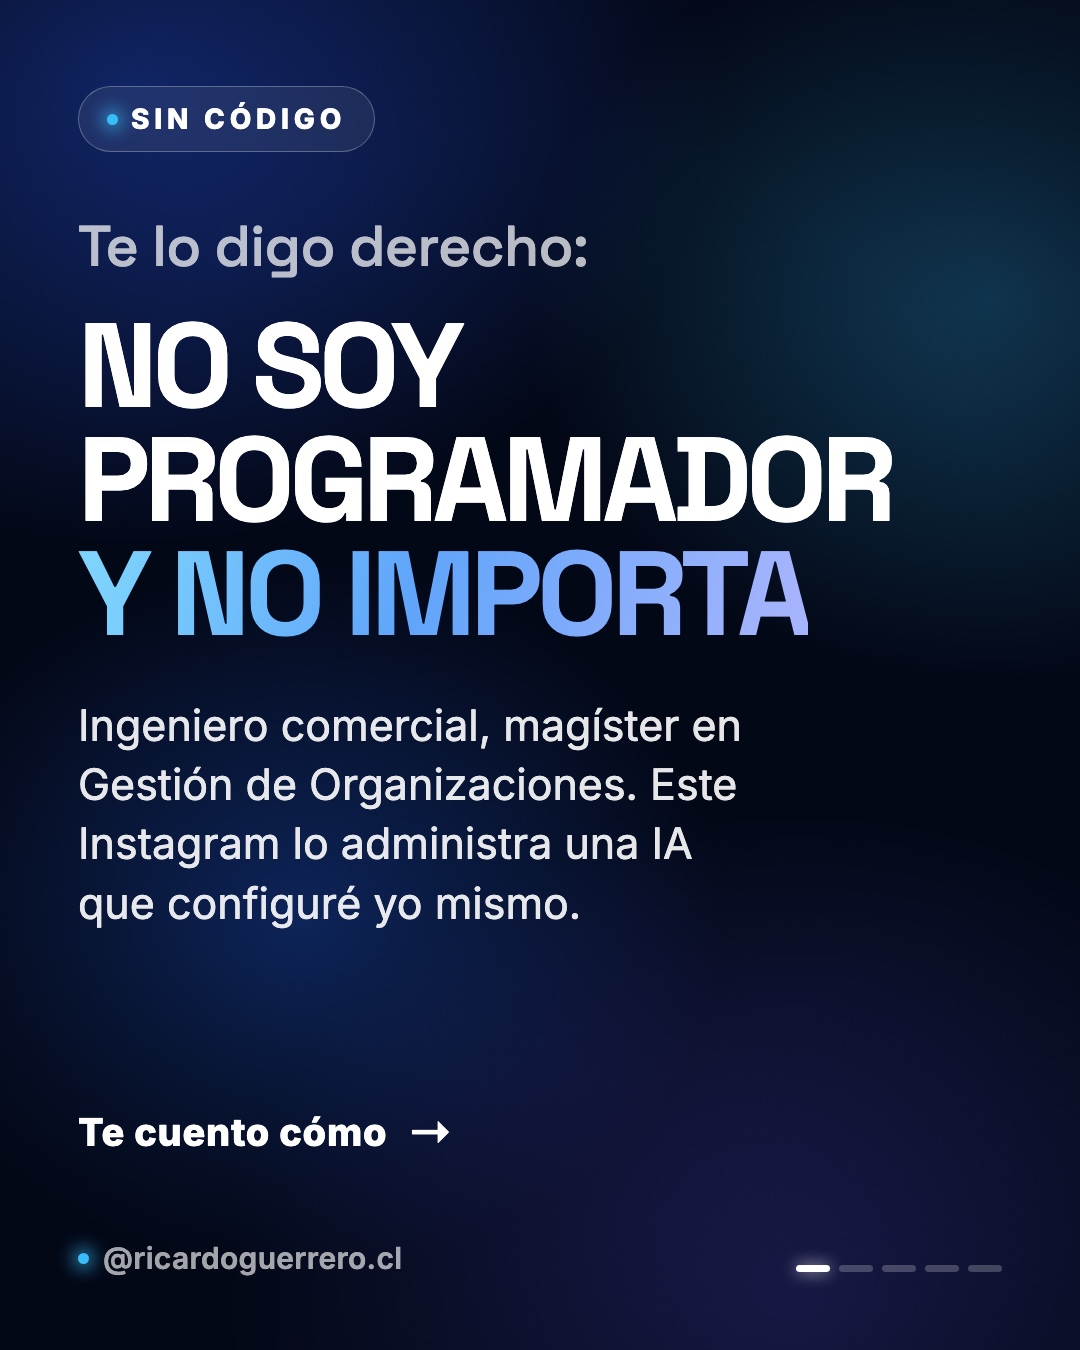 SIN CÓDIGO
Te lo digo derecho:
NO SOY
PROGRAMADOR
Y NO IMPORTA
Ingeniero comercial, magíster en
Gestión de Organizaciones. Este
Instagram lo administra una IA
que configuré yo mismo.
Te cuento cómo →
@ricardoguerrero.cl